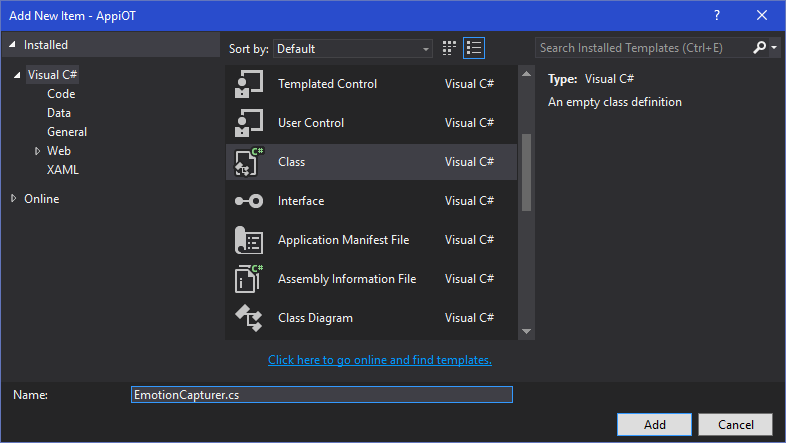 Add New Item - AppiOT
?
Installed
Sort by: Default
Search Installed Templates (Ctrl+E)
Visual C#
Code
Data
General
Web
XAML
Online
Templated Control Visual C#
User Control Visual C#
C# Class Visual C#
Interface Visual C#
Application Manifest File Visual C#
C# Assembly Information File Visual C#
Class Diagram Visual C#
Type: Visual C#
An empty class definition
Click here to go online and find templates.
Name: EmotionCapturer.cs
Add Cancel